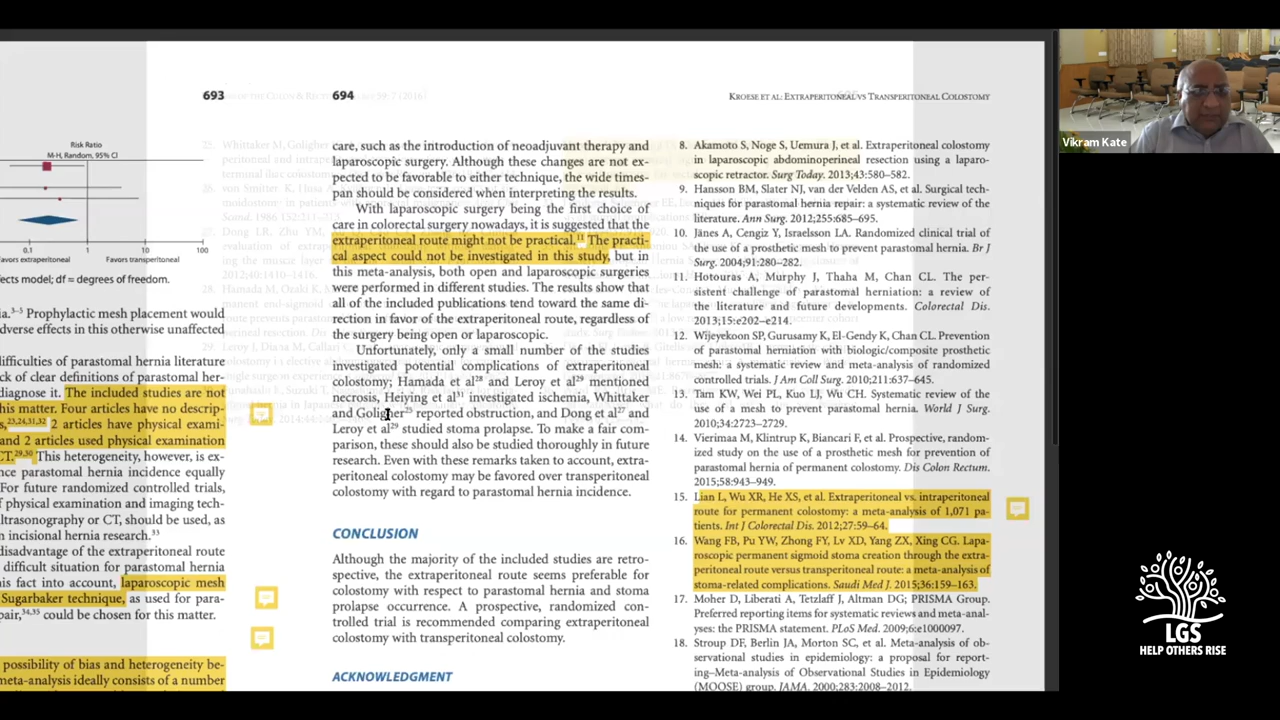 693
694
KROESE ET AL: EXTRAPERITONEAL VS TRANSPERITONEAL COLOSTOMY
Risk Ratio
M-H, Random, 95% CI
0.1
1
10
100
Favors transperitoneal
ects model; df = degrees of freedom.
a.3–5 Prophylactic mesh placement would
dverse effects in this otherwise unaffected
ifficulties of parastomal hernia literature
ck of clear definitions of parastomal her-
diagnose it. The included studies are not
his matter. Four articles have no descrip-
s,23,24,31,32 2 articles have physical exami-
and 2 articles used physical examination
CT.29,30 This heterogeneity, however, is ex-
nce parastomal hernia incidence equally
For future randomized controlled trials,
f physical examination and imaging tech-
ltrasonography or CT, should be used, as
n incisional hernia research.33
disadvantage of the extraperitoneal route
difficult situation for parastomal hernia
his fact into account, laparoscopic mesh
Sugarbaker technique, as used for para-
pair,34,35 could be chosen for this matter.
possibility of bias and heterogeneity be-
meta-analysis ideally consists of a number
care, such as the introduction of neoadjuvant therapy and
laparoscopic surgery. Although these changes are not ex-
pected to be favorable to either technique, the wide times-
pan should be considered when interpreting the results.
With laparoscopic surgery being the first choice of
care in colorectal surgery nowadays, it is suggested that the
extraperitoneal route might not be practical.11 The practi-
cal aspect could not be investigated in this study, but in
this meta-analysis, both open and laparoscopic surgeries
were performed in different studies. The results show that
all of the included publications tend toward the same di-
rection in favor of the extraperitoneal route, regardless of
the surgery being open or laparoscopic.
Unfortunately, only a small number of the studies
investigated potential complications of extraperitoneal
colostomy; Hamada et al28 and Leroy et al29 mentioned
necrosis, Heiying et al31 investigated ischemia, Whittaker
and Goligher25 reported obstruction, and Dong et al27 and
Leroy et al29 studied stoma prolapse. To make a fair com-
parison, these should also be studied thoroughly in future
research. Even with these remarks taken to account, extra-
peritoneal colostomy may be favored over transperitoneal
colostomy with regard to parastomal hernia incidence.
CONCLUSION
Although the majority of the included studies are retro-
spective, the extraperitoneal route seems preferable for
colostomy with respect to parastomal hernia and stoma
prolapse occurrence. A prospective, randomized con-
trolled trial is recommended comparing extraperitoneal
colostomy with transperitoneal colostomy.
ACKNOWLEDGMENT
8. Akamoto S, Noge S, Uemura J, et al. Extraperitoneal colostomy
in laparoscopic abdominoperineal resection using a laparo-
scopic retractor. Surg Today. 2013;43:580–582.
9. Hansson BM, Slater NJ, van der Velden AS, et al. Surgical tech-
niques for parastomal hernia repair: a systematic review of the
literature. Ann Surg. 2012;255:685–695.
10. Jänes A, Cengiz Y, Israelsson LA. Randomized clinical trial of
the use of a prosthetic mesh to prevent parastomal hernia. Br J
Surg. 2004;91:280–282.
11. Hotouras A, Murphy J, Thaha M, Chan CL. The per-
sistent challenge of parastomal herniation: a review of
the literature and future developments. Colorectal Dis.
2013;15:e202–e214.
12. Wijeyekoon SP, Gurusamy K, El-Gendy K, Chan CL. Prevention
of parastomal herniation with biologic/composite prosthetic
mesh: a systematic review and meta-analysis of randomized
controlled trials. J Am Coll Surg. 2010;211:637–645.
13. Tam KW, Wei PL, Kuo LJ, Wu CH. Systematic review of the
use of a mesh to prevent parastomal hernia. World J Surg.
2010;34:2723–2729.
14. Vierimaa M, Klintrup K, Biancari F, et al. Prospective, random-
ized study on the use of a prosthetic mesh for prevention of
parastomal hernia of permanent colostomy. Dis Colon Rectum.
2015;58:943–949.
15. Lian L, Wu XR, He XS, et al. Extraperitoneal vs. intraperitoneal
route for permanent colostomy: a meta-analysis of 1,071 pa-
tients. Int J Colorectal Dis. 2012;27:59–64.
16. Wang FB, Pu YW, Zhong FY, Lv XD, Yang ZX, Xing CG. Lapa-
roscopic permanent sigmoid stoma creation through the extra-
peritoneal route versus transperitoneal route: a meta-analysis of
stoma-related complications. Saudi Med J. 2015;36:159–163.
17. Moher D, Liberati A, Tetzlaff J, Altman DG; PRISMA Group.
Preferred reporting items for systematic reviews and meta-anal-
yses: the PRISMA statement. PLoS Med. 2009;6:e1000097.
18. Stroup DF, Berlin JA, Morton SC, et al. Meta-analysis of ob-
servational studies in epidemiology: a proposal for report-
ing–Meta-analysis of Observational Studies in Epidemiology
(MOOSE) group. JAMA. 2000;283:2008–2012.
Vikram Kate
LGS
HELP OTHERS RISE